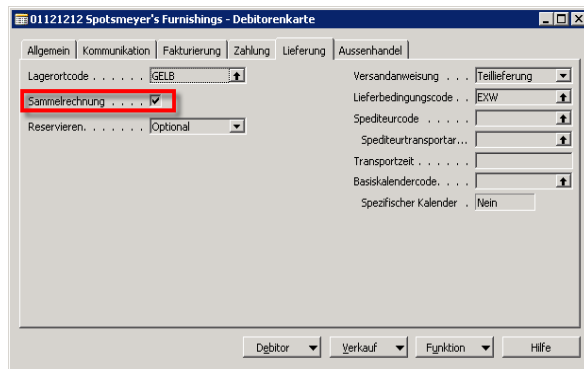 01121212 Spotsmeyer's Furnishings - Debitorenkarte
Allgemein Kommunikation Fakturierung Zahlung Lieferung Aussenhandel
Lagerortcode . . . . . . GELB
Versandanweisung . . . Teillieferung
Sammelrechnung . . . .
Lieferbedingungscode . . EXW
Reservieren. . . . . . . Optional
Spediteurcode . . . . .
Spediteurtransportar...
Transportzeit . . . . . .
Basiskalendercode. . . .
Spezifischer Kalender . Nein
Debitor Verkauf Funktion Hilfe